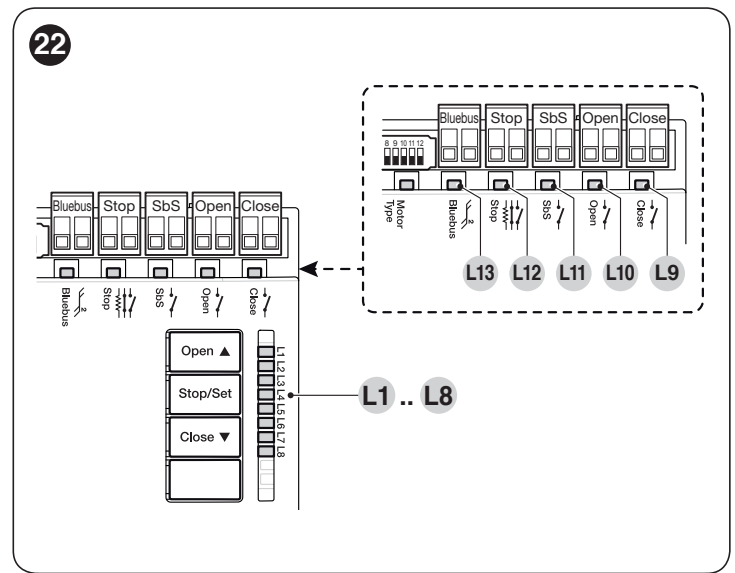 22
Bluebus Stop SbS Open Close
8 9 10 11 12
Motor Type
Bluebus
2
Stop
SbS
Open
Close
L13 L12 L11 L10 L9
Bluebus Stop SbS Open Close
Bluebus
2
Stop
SbS
Open
Close
Open ▲
Stop/Set
Close ▼
L1 L2 L3 L4 L5 L6 L7 L8
L1 .. L8